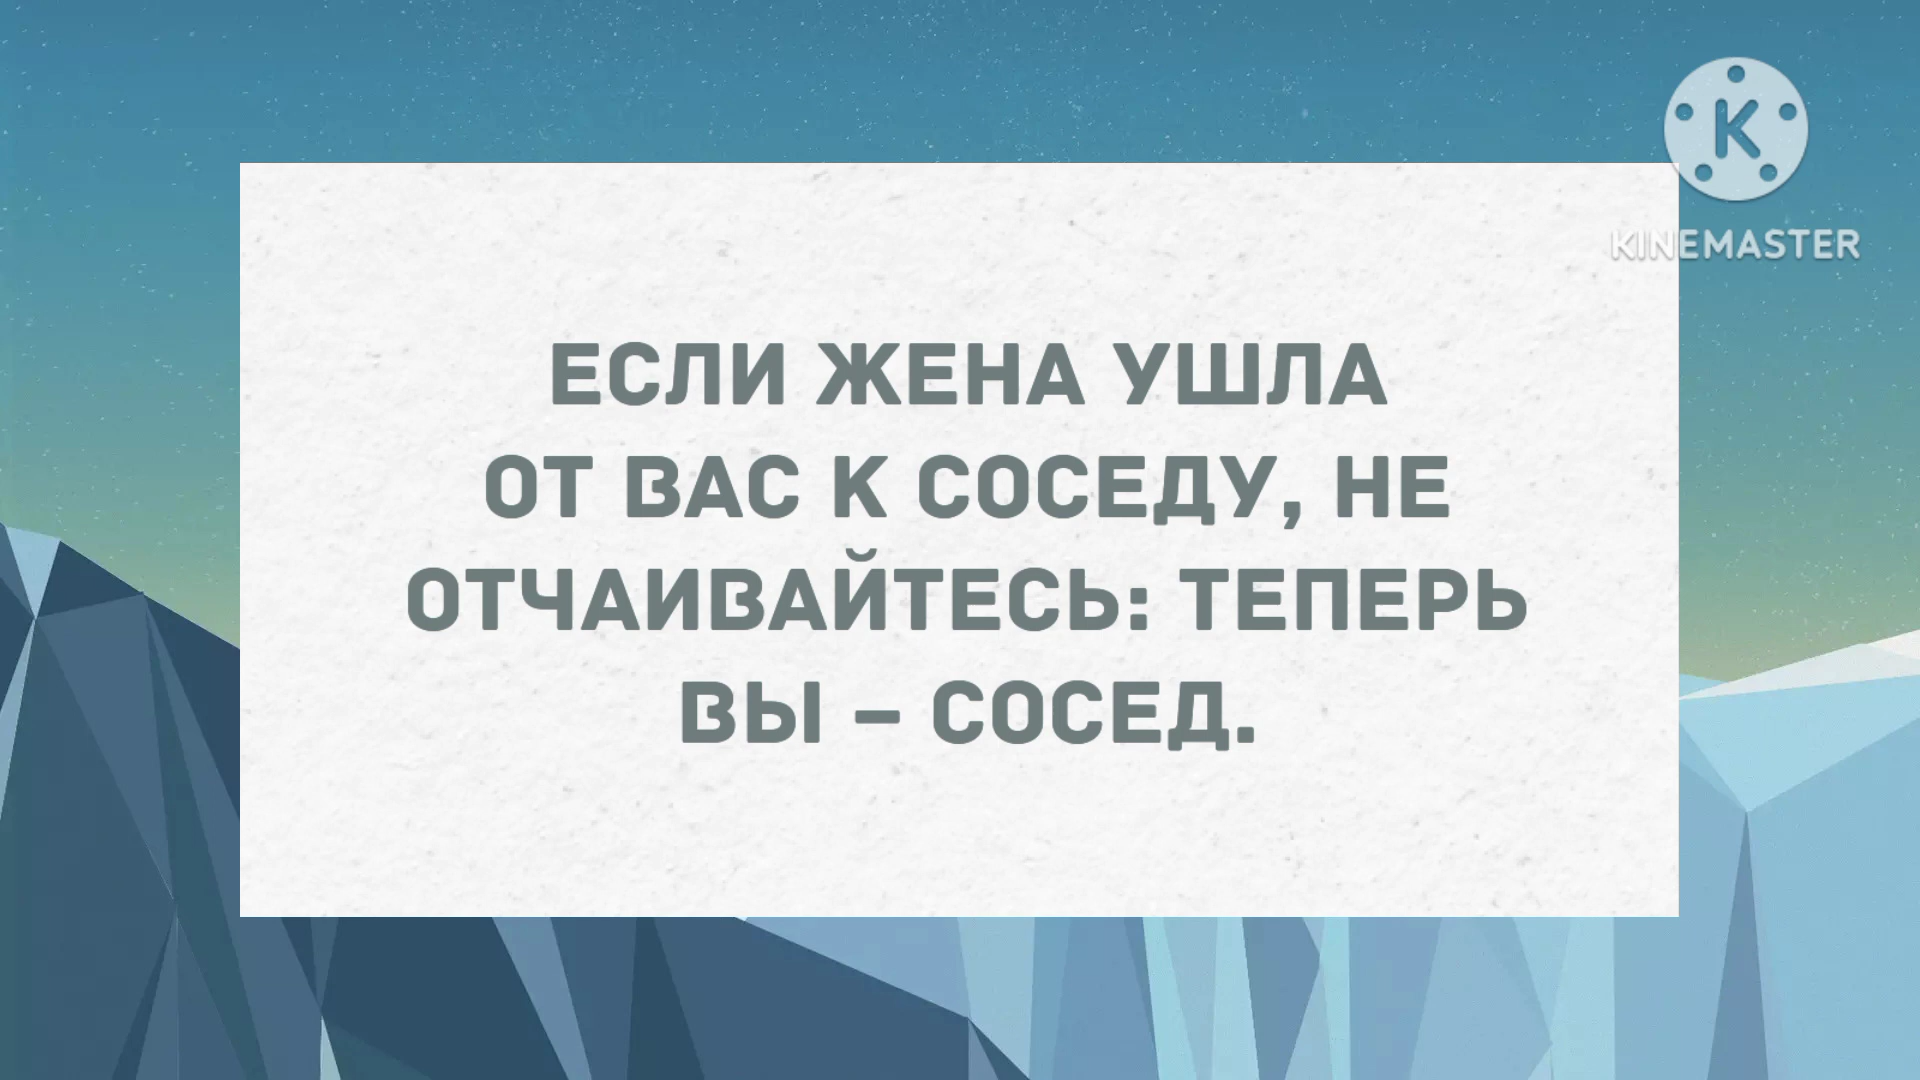 KINEMASTER
ЕСЛИ ЖЕНА УШЛА
ОТ ВАС К СОСЕДУ, НЕ
ОТЧАИВАЙТЕСЬ: ТЕПЕРЬ
ВЫ – СОСЕД.